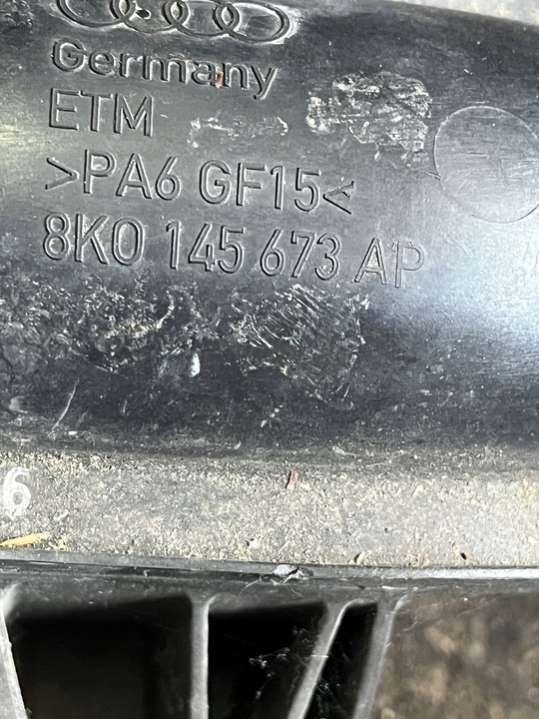 Germany
ETM
>PA6 GF15<
8K0 145 673 AP
6